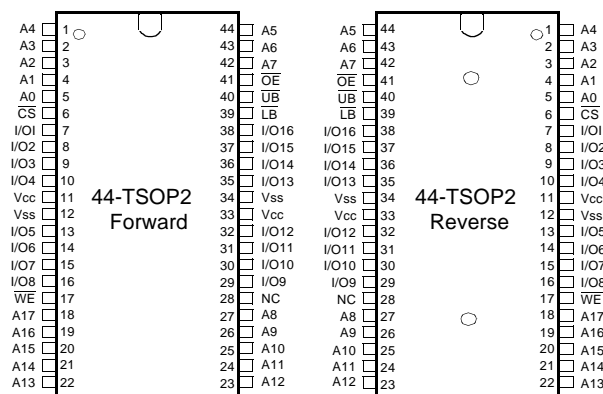 A4 1 44 A5 A5 44 1 A4
A3 2 43 A6 A6 43 2 A3
A2 3 42 A7 A7 42 3 A2
A1 4 41 OE OE 41 4 A1
A0 5 40 UB UB 40 5 A0
CS 6 39 LB LB 39 6 CS
I/OI 7 38 I/O16 I/O16 38 7 I/O1
I/O2 8 37 I/O15 I/O15 37 8 I/O2
I/O3 9 36 I/O14 I/O14 36 9 I/O3
I/O4 10 35 I/O13 I/O13 35 10 I/O4
Vcc 11 44-TSOP2 34 Vss Vss 34 44-TSOP2 11 Vcc
Vss 12 Forward 33 Vcc Vcc 33 Reverse 12 Vss
I/O5 13 32 I/O12 I/O12 32 13 I/O5
I/O6 14 31 I/O11 I/O11 31 14 I/O6
I/O7 15 30 I/O10 I/O10 30 15 I/O7
I/O8 16 29 I/O9 I/O9 29 16 I/O8
WE 17 28 NC NC 28 17 WE
A17 18 27 A8 A8 27 18 A17
A16 19 26 A9 A9 26 19 A16
A15 20 25 A10 A10 25 20 A15
A14 21 24 A11 A11 24 21 A14
A13 22 23 A12 A12 23 22 A13